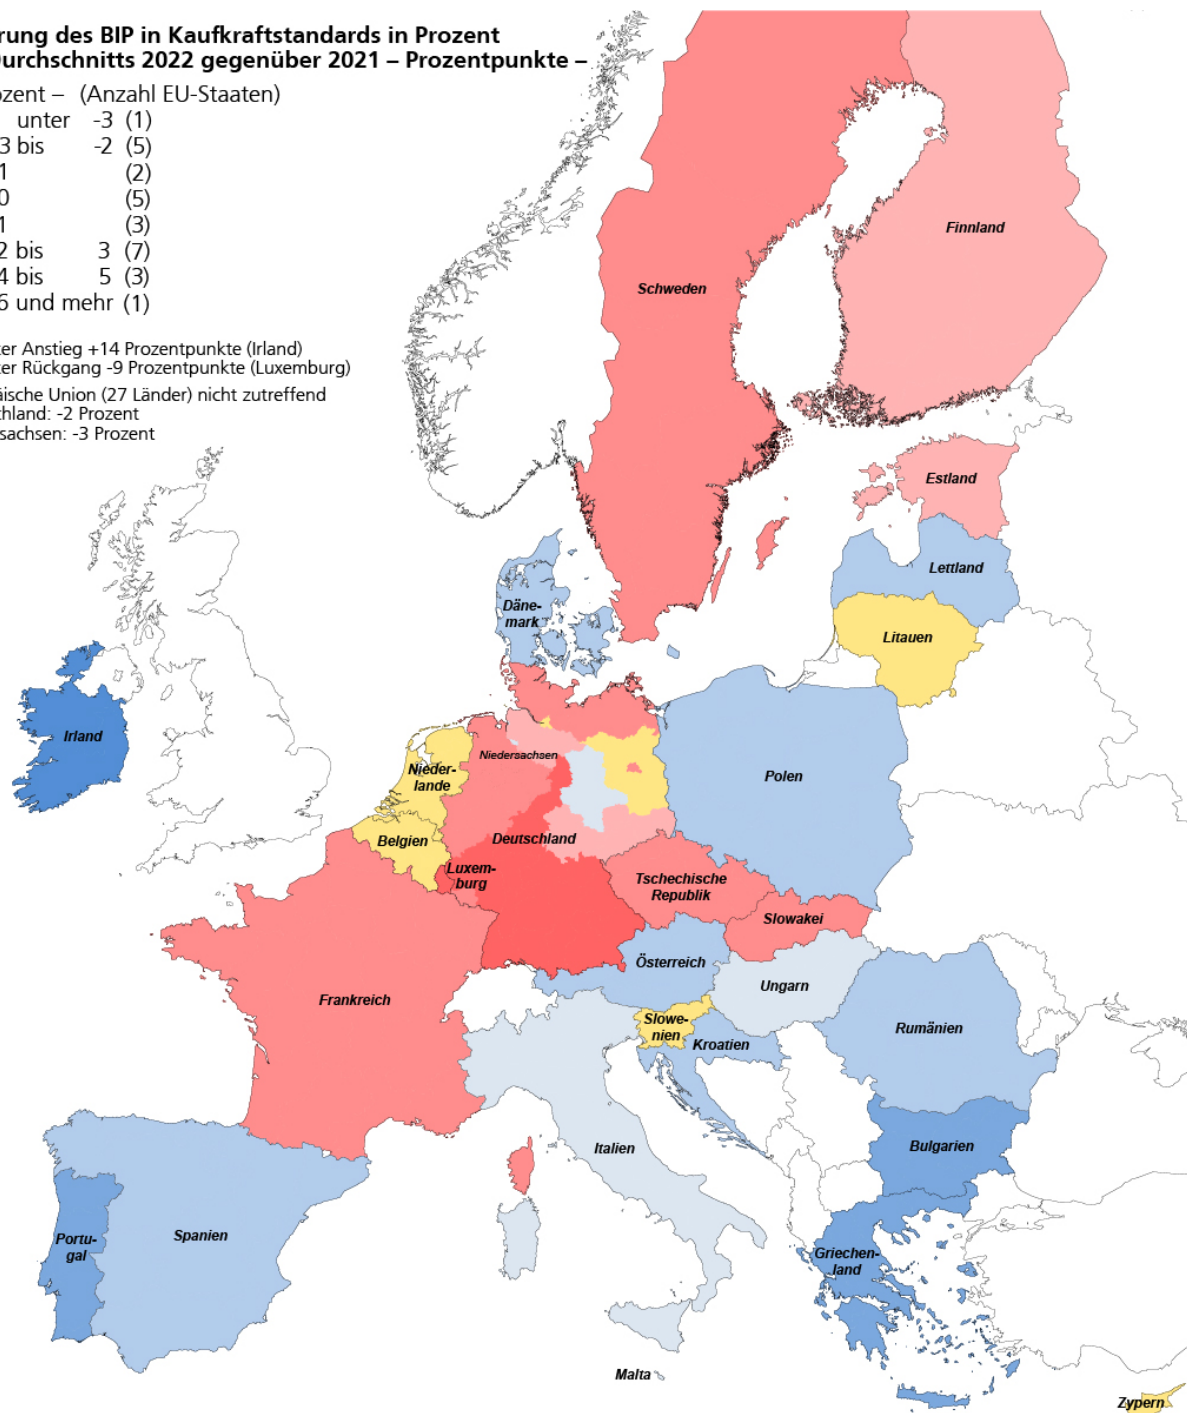 rung des BIP in Kaufkraftstandards in Prozent
Durchschnitts 2022 gegenüber 2021 – Prozentpunkte –
ozent – (Anzahl EU-Staaten)
unter -3 (1)
3 bis -2 (5)
1 (2)
0 (5)
1 (3)
2 bis 3 (7)
4 bis 5 (3)
6 und mehr (1)
ter Anstieg +14 Prozentpunkte (Irland)
ter Rückgang -9 Prozentpunkte (Luxemburg)
äische Union (27 Länder) nicht zutreffend
chland: -2 Prozent
sachsen: -3 Prozent
Finnland
Schweden
Estland
Lettland
Däne-
mark
Litauen
Irland
Niedersachsen
Nieder-
lande
Polen
Belgien
Deutschland
Luxem-
burg
Tschechische
Republik
Slowakei
Österreich
Ungarn
Frankreich
Slowe-
nien
Kroatien
Rumänien
Italien
Bulgarien
Spanien
Portu-
gal
Griechen-
land
Malta
Zypern